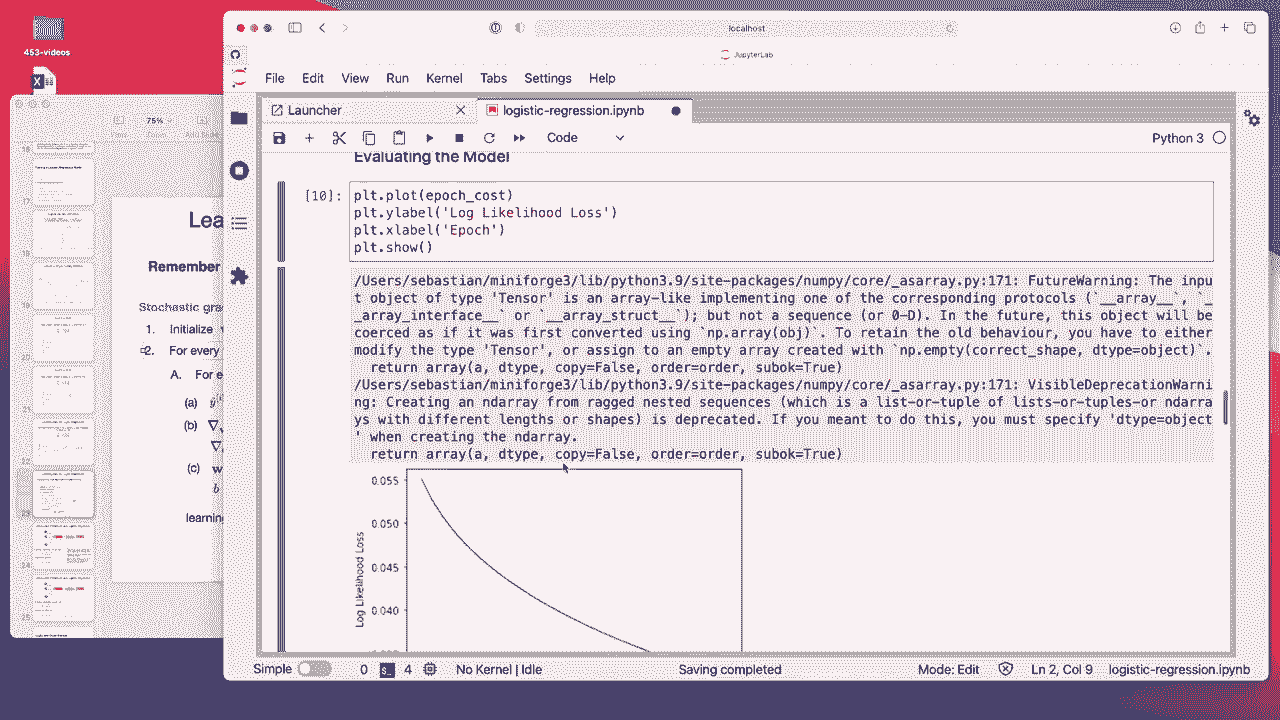 453-videos
localhost
JupyterLab
File Edit View Run Kernel Tabs Settings Help
75%
Launcher
logistic-regression.ipynb
Code
Python 3
Evaluating the Model
[10]:
plt.plot(epoch_cost)
plt.ylabel('Log Likelihood Loss')
plt.xlabel('Epoch')
plt.show()
/Users/sebastian/miniforge3/lib/python3.9/site-packages/numpy/core/_asarray.py:171: FutureWarning: The inpu
t object of type 'Tensor' is an array-like implementing one of the corresponding protocols (`__array__`, `_
_array_interface__` or `__array_struct__`); but not a sequence (or 0-D). In the future, this object will be
coerced as if it was first converted using `np.array(obj)`. To retain the old behaviour, you have to either
modify the type 'Tensor', or assign to an empty array created with `np.empty(correct_shape, dtype=object)`
return array(a, dtype, copy=False, order=order, subok=True)
/Users/sebastian/miniforge3/lib/python3.9/site-packages/numpy/core/_asarray.py:171: VisibleDeprecationWarni
ng: Creating an ndarray from ragged nested sequences (which is a list-or-tuple of lists-or-tuples-or ndarra
ys with different lengths or shapes) is deprecated. If you meant to do this, you must specify 'dtype=object
' when creating the ndarray.
return array(a, dtype, copy=False, order=order, subok=True)
0.055
0.050
0.045
0.040
Log Likelihood Loss
Lea
Remember
Stochastic gra
1. Initialize
2. For every
A. For e
(a)
(b)
(c) w
b
learning
Simple 0 4 No Kernel | Idle Saving completed Mode: Edit Ln 2, Col 9 logistic-regression.ipynb